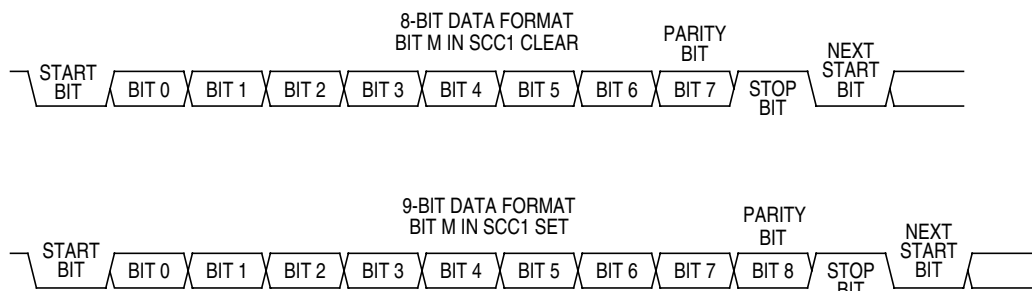 8-BIT DATA FORMAT
BIT M IN SCC1 CLEAR
PARITY
BIT
START
BIT
BIT 0 BIT 1 BIT 2 BIT 3 BIT 4 BIT 5 BIT 6 BIT 7
STOP
BIT
NEXT
START
BIT
9-BIT DATA FORMAT
BIT M IN SCC1 SET
PARITY
BIT
START
BIT
BIT 0 BIT 1 BIT 2 BIT 3 BIT 4 BIT 5 BIT 6 BIT 7 BIT 8
STOP
BIT
NEXT
START
BIT